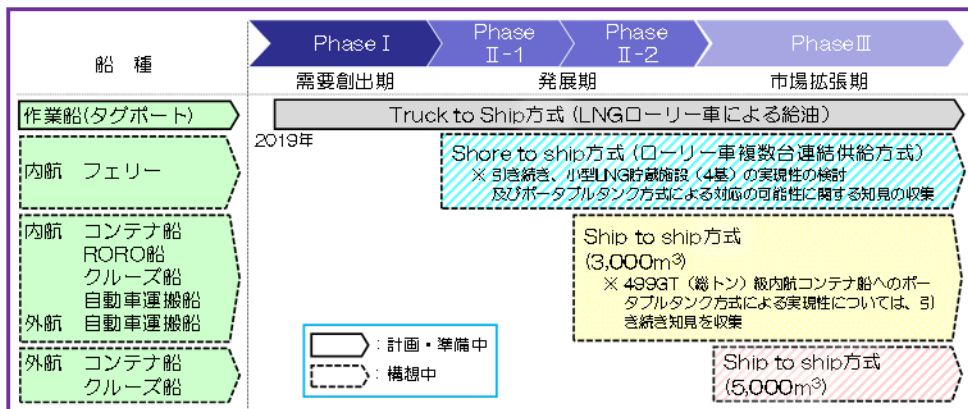 船 種
Phase Ⅰ
Phase
Ⅱ-1
Phase
Ⅱ-2
PhaseⅢ
需要創出期
発展期
市場拡張期
作業船(タグボート)
Truck to Ship方式 (LNGローリー車による給油)
2019年
内航 フェリー
Shore to ship方式 (ローリー車複数台連結供給方式)
※ 引き続き、小型LNG貯蔵施設（4基）の実現性の検討
及びポータブルタンク方式による対応の可能性に関する知見の収集
内航 コンテナ船
RORO船
クルーズ船
自動車運搬船
外航 自動車運搬船
Ship to ship方式
(3,000m³)
※ 499GT（総トン）級内航コンテナ船へのポー
タブルタンク方式による実現性については、引
き続き知見を収集
外航 コンテナ船
クルーズ船
Ship to ship方式
(5,000m³)
：計画・準備中
：構想中